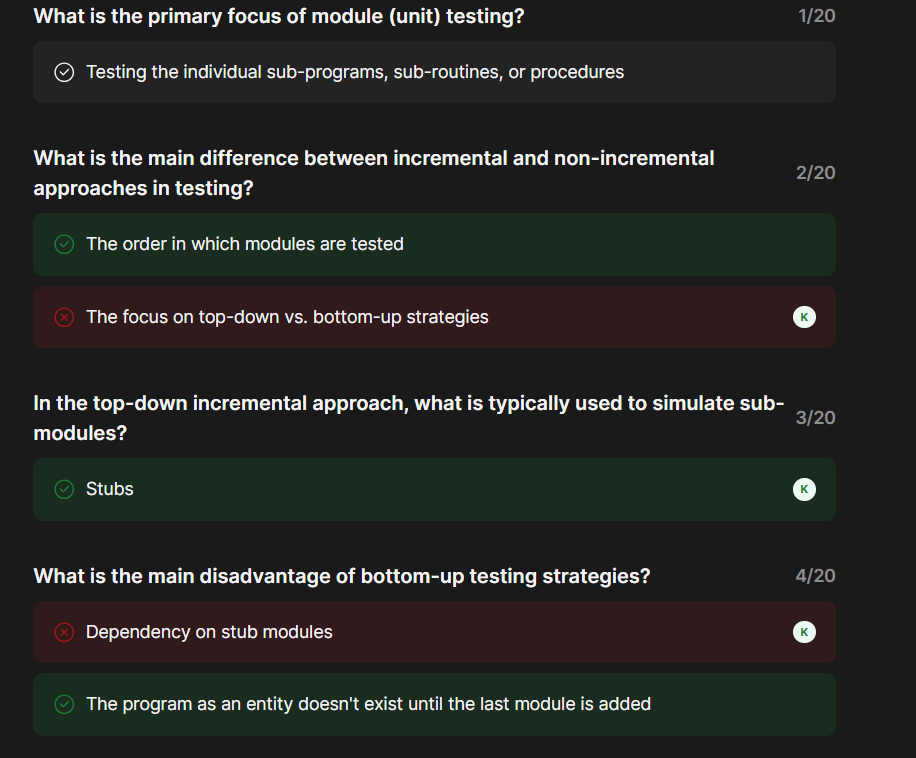 What is the primary focus of module (unit) testing?
1/20
Testing the individual sub-programs, sub-routines, or procedures
What is the main difference between incremental and non-incremental
approaches in testing?
2/20
The order in which modules are tested
The focus on top-down vs. bottom-up strategies
K
In the top-down incremental approach, what is typically used to simulate sub-
modules?
3/20
Stubs
K
What is the main disadvantage of bottom-up testing strategies?
4/20
Dependency on stub modules
K
The program as an entity doesn't exist until the last module is added